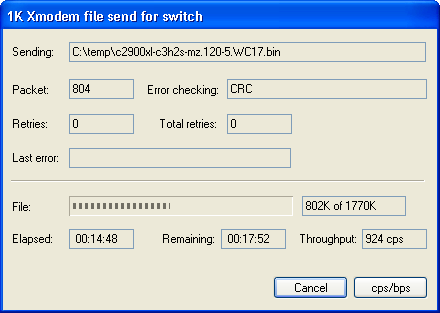 1K Xmodem file send for switch
Sending: C:\temp\c2900xl-c3h2s-mz.120-5.WC17.bin
Packet: 804 Error checking: CRC
Retries: 0 Total retries: 0
Last error:
File: 802K of 1770K
Elapsed: 00:14:48 Remaining: 00:17:52 Throughput: 924 cps
Cancel cps/bps